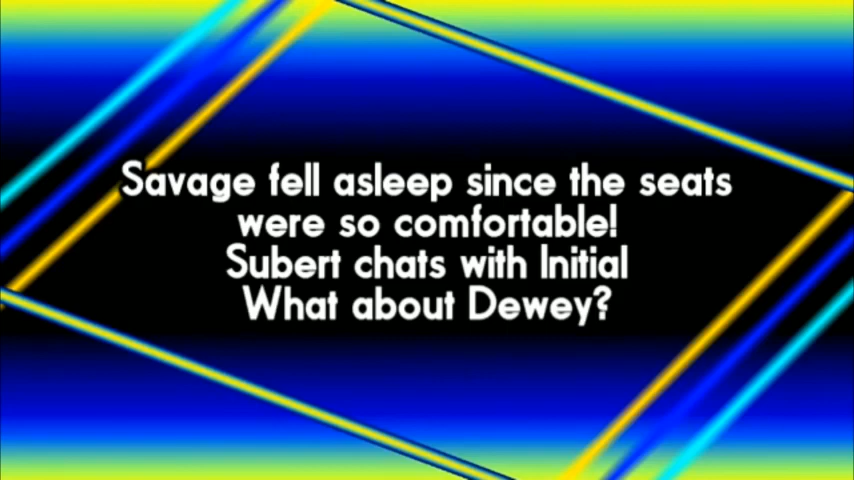 Savage fell asleep since the seats
were so comfortable!
Subert chats with Initial
What about Dewey?